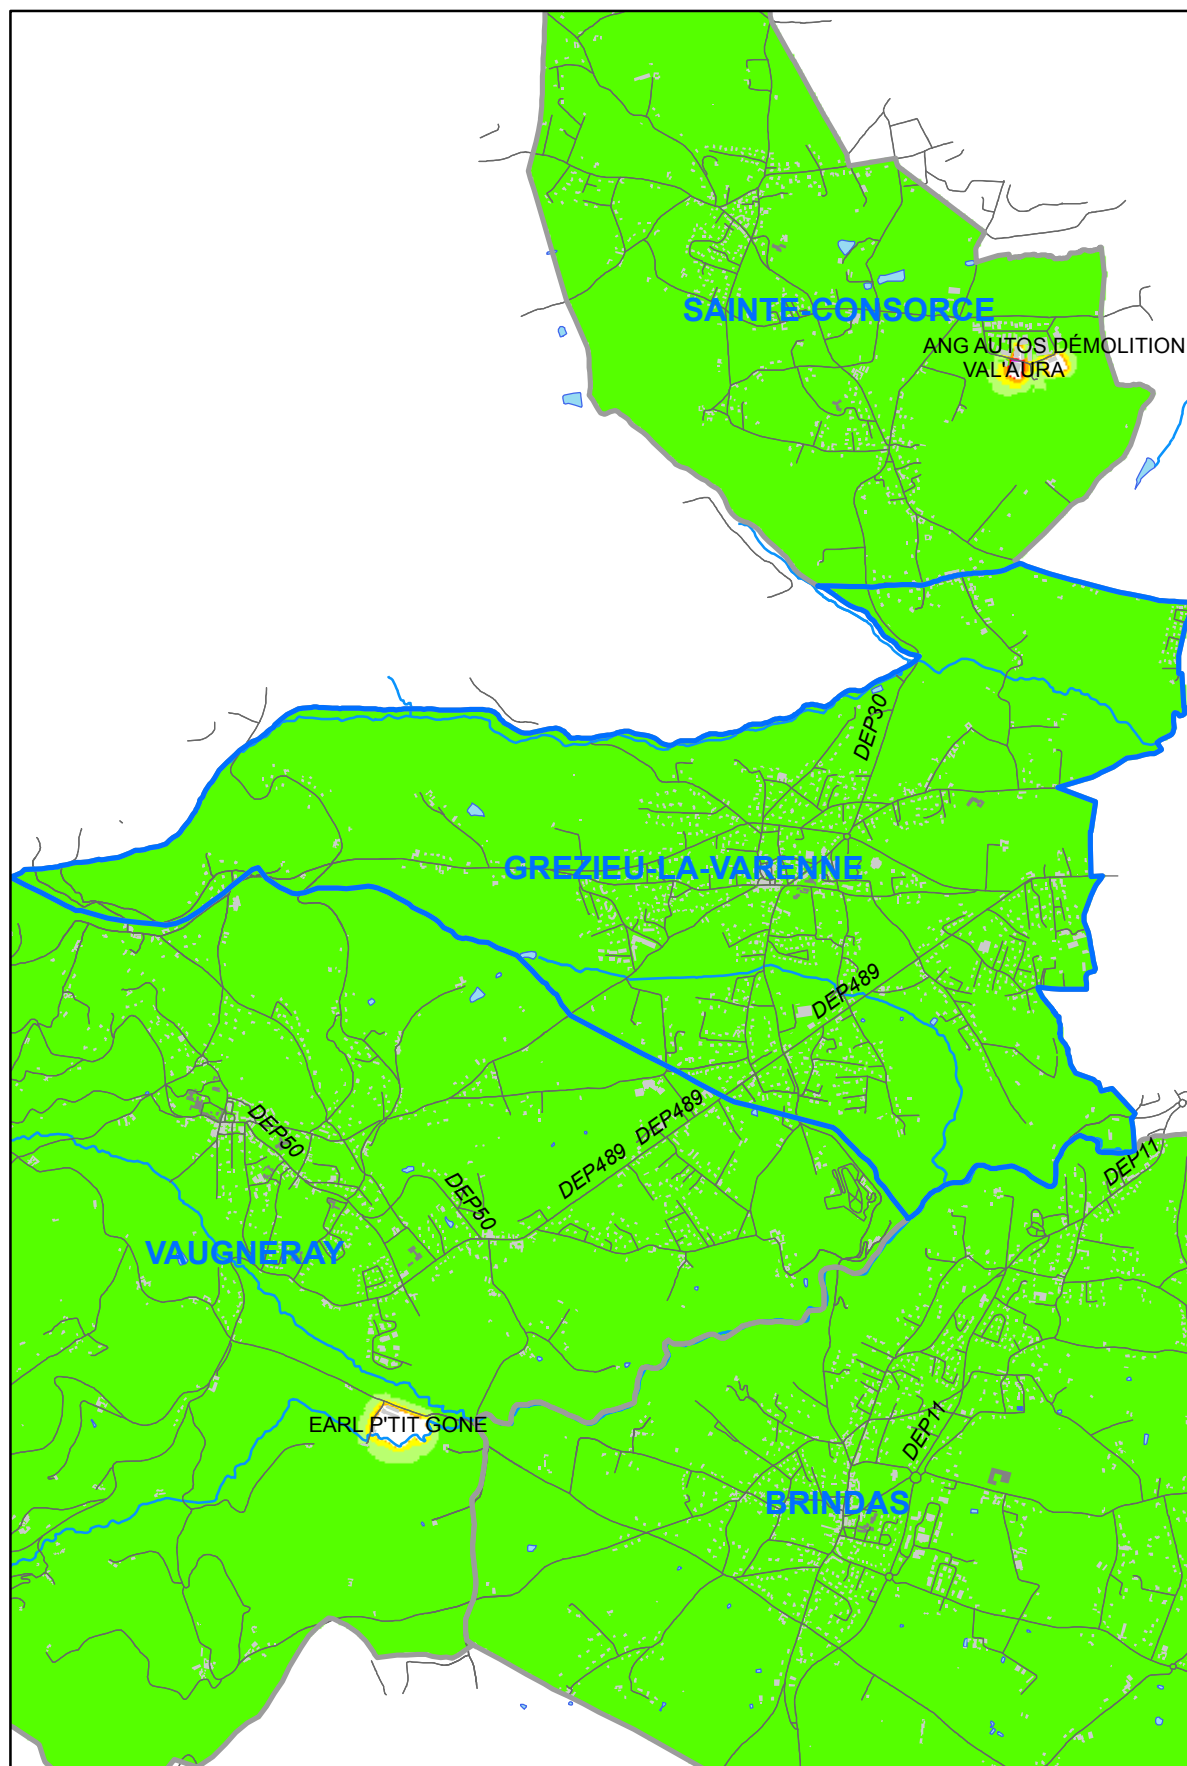 SAINTE-CONSORCE
ANG AUTOS DÉMOLITION
VAL'AURA
DEP30
GREZIEU-LA-VARENNE
DEP489
DEP489
DEP50
DEP11
DEP489
DEP50
VAUGNERAY
EARL P'TIT GONE
DEP11
BRINDAS